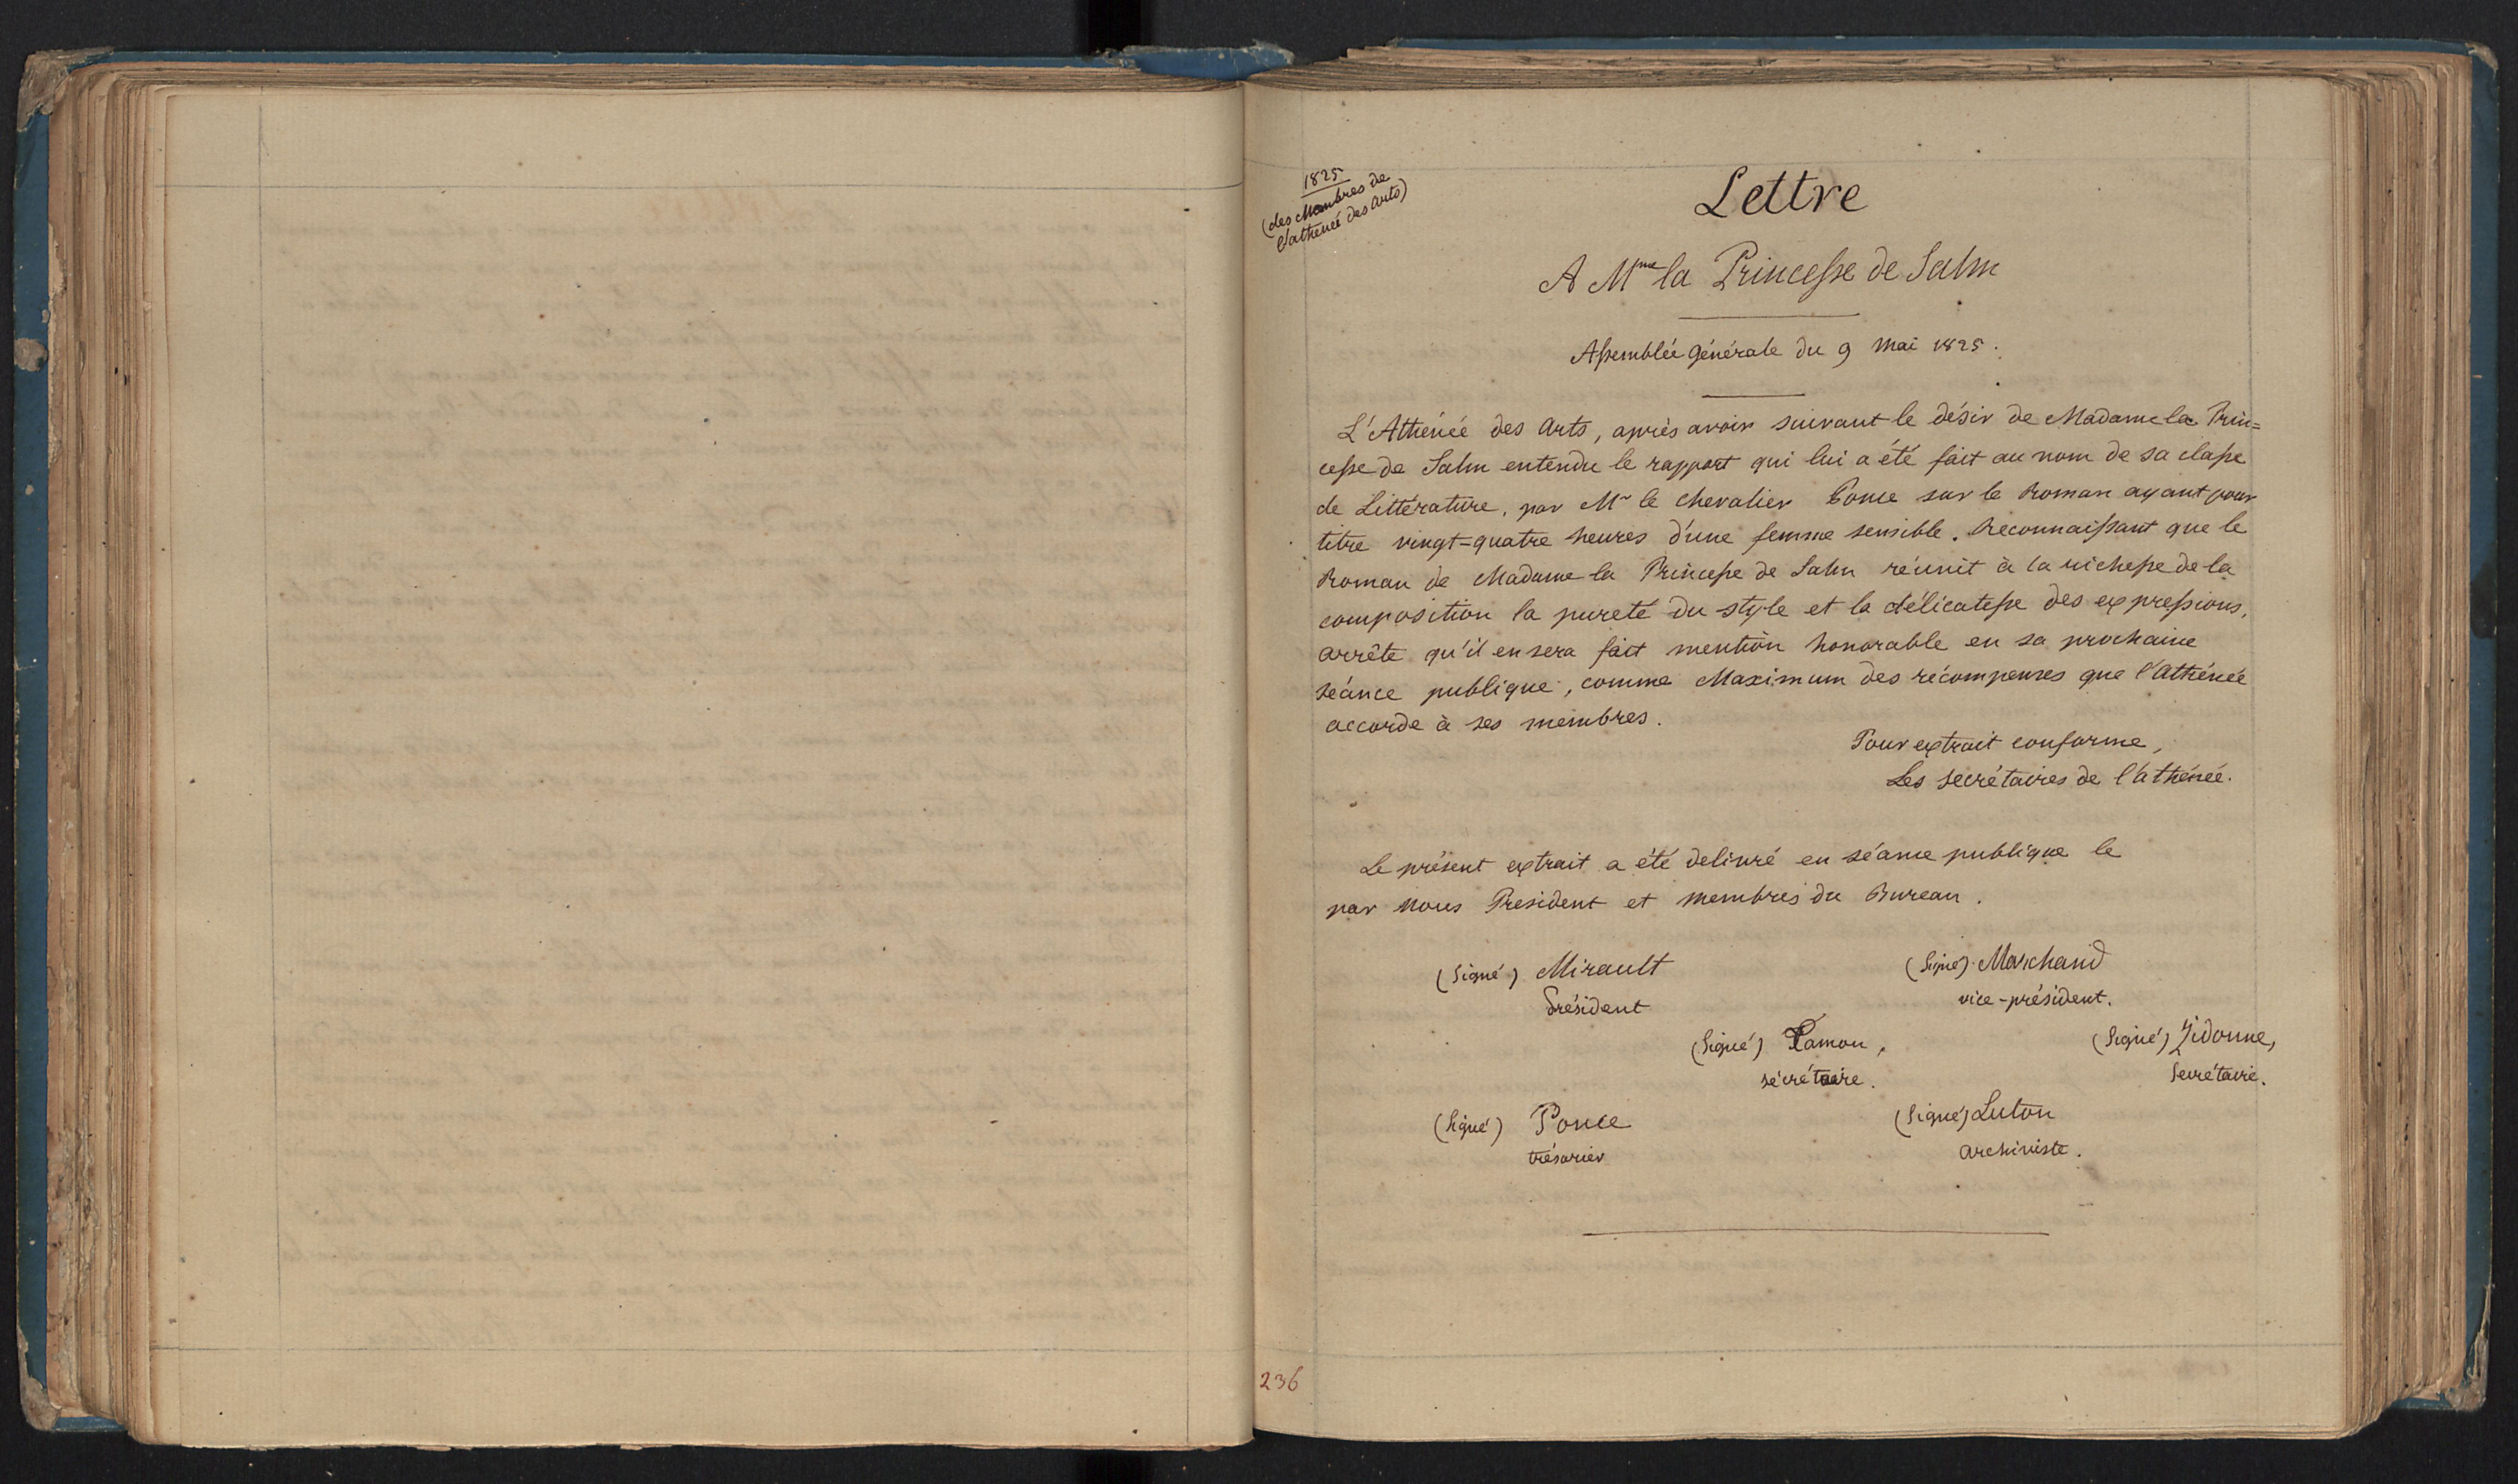 1825
(des Membres de
l'athénée des arts)
Lettre
A Mme la Princesse de Salm
Assemblée générale du 9 mai 1825.
L'Athénée des arts, après avoir suivant le désir de Madame la Prin=
cesse de Salm entendu le rapport qui lui a été fait au nom de sa classe
de Littérature, par Mr le chevalier Ponce sur le Roman ayant pour
titre vingt=quatre heures d'une femme sensible. Reconnaissant que le
Roman de Madame la Princesse de Salm réunit à la richesse de la
composition la pureté du style et la délicatesse des expressions,
arrête qu'il en sera fait mention honorable en sa prochaine
séance publique, comme Maximum des récompenses que l'athénée
accorde à ses membres.
Pour extrait conforme,
Les secrétaires de l'athénée.
Le présent extrait a été delivré en séance publique le
par nous President et membres du Bureau.
(Signé) Mirault (Signé) Marchand
Président vice-président.
(Signé) Ramon, (Signé) Zidonne,
sécrétaire. Secrétaire.
(Signé) Ponce (Signé) Luton
trésorier archiviste.
236